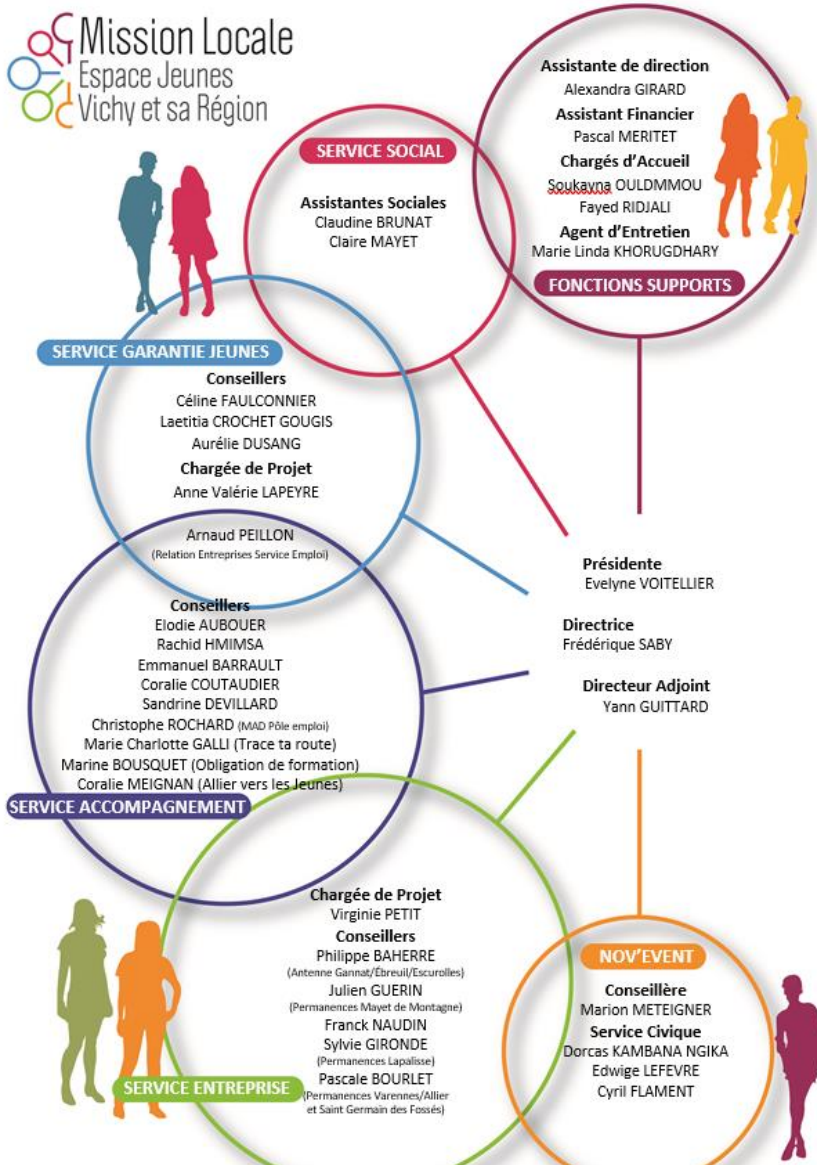 Mission Locale
Espace Jeunes
Vichy et sa Région
Assistante de direction
Alexandra GIRARD
Assistant Financier
Pascal MERITET
Chargés d’Accueil
Soukayna OULDMMOU
Fayed RIDJALI
Agent d’Entretien
Marie Linda KHORUGDHARY
FONCTIONS SUPPORTS
SERVICE SOCIAL
Assistantes Sociales
Claudine BRUNAT
Claire MAYET
SERVICE GARANTIE JEUNES
Conseillers
Céline FAULCONNIER
Laetitia CROCHET GOUGIS
Aurélie DUSANG
Chargée de Projet
Anne Valérie LAPEYRE
Arnaud PEILLON
(Relation Entreprises Service Emploi)
Présidente
Evelyne VOITELLIER
Directrice
Frédérique SABY
Directeur Adjoint
Yann GUITTARD
Conseillers
Elodie AUBOUER
Rachid HMIMSA
Emmanuel BARRAULT
Coralie COUTAUDIER
Sandrine DEVILLARD
Christophe ROCHARD (MAD Pôle emploi)
Marie Charlotte GALLI (Trace ta route)
Marine BOUSQUET (Obligation de formation)
Coralie MEIGNAN (Allier vers les Jeunes)
SERVICE ACCOMPAGNEMENT
Chargée de Projet
Virginie PETIT
Conseillers
Philippe BAHERRE
(Antenne Gannat/Ébreuil/Escurolles)
Julien GUERIN
(Permanences Mayet de Montagne)
Franck NAUDIN
Sylvie GIRONDE
(Permanences Lapalisse)
Pascale BOURLET
(Permanences Varennes/Allier
et Saint Germain des Fossés)
SERVICE ENTREPRISE
NOV’EVENT
Conseillère
Marion METEIGNER
Service Civique
Dorcas KAMBANA NGIKA
Edwige LEFEVRE
Cyril FLAMENT